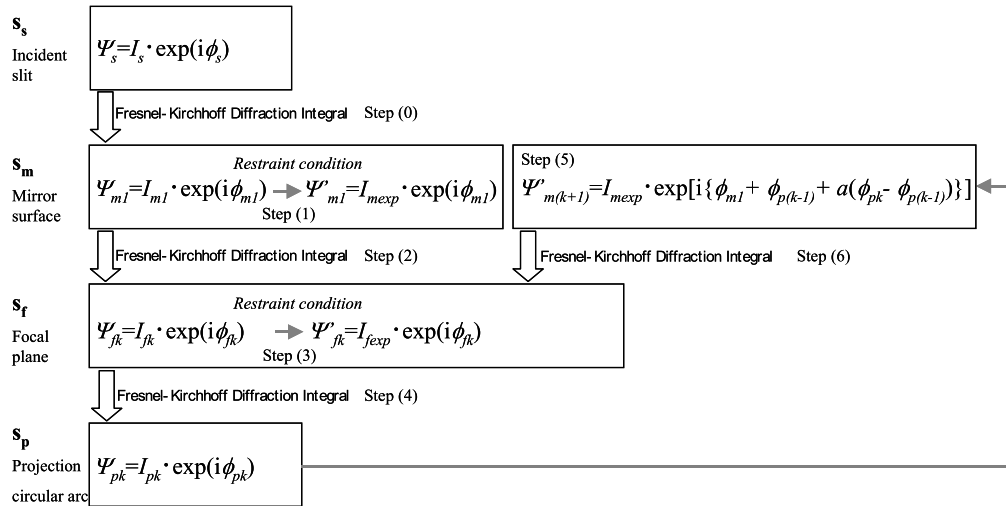 S_s
Incident
slit
Ψ_s=I_s·exp(iϕ_s)
Fresnel-Kirchhoff Diffraction Integral Step (0)
S_m
Mirror
surface
Restraint condition
Ψ_m1=I_m1·exp(iϕ_m1) → Ψ'_m1=I_mexp·exp(iϕ_m1)
Step (1)
Step (5)
Ψ'_m(k+1)=I_mexp·exp[i{ϕ_m1+ ϕ_p(k-1)+ a(ϕ_pk- ϕ_p(k-1))}]
Fresnel-Kirchhoff Diffraction Integral Step (2)
Fresnel-Kirchhoff Diffraction Integral Step (6)
S_f
Focal
plane
Restraint condition
Ψ_fk=I_fk·exp(iϕ_fk) → Ψ'_fk=I_fexp·exp(iϕ_fk)
Step (3)
Fresnel-Kirchhoff Diffraction Integral Step (4)
S_p
Projection
circular arc
Ψ_pk=I_pk·exp(iϕ_pk)